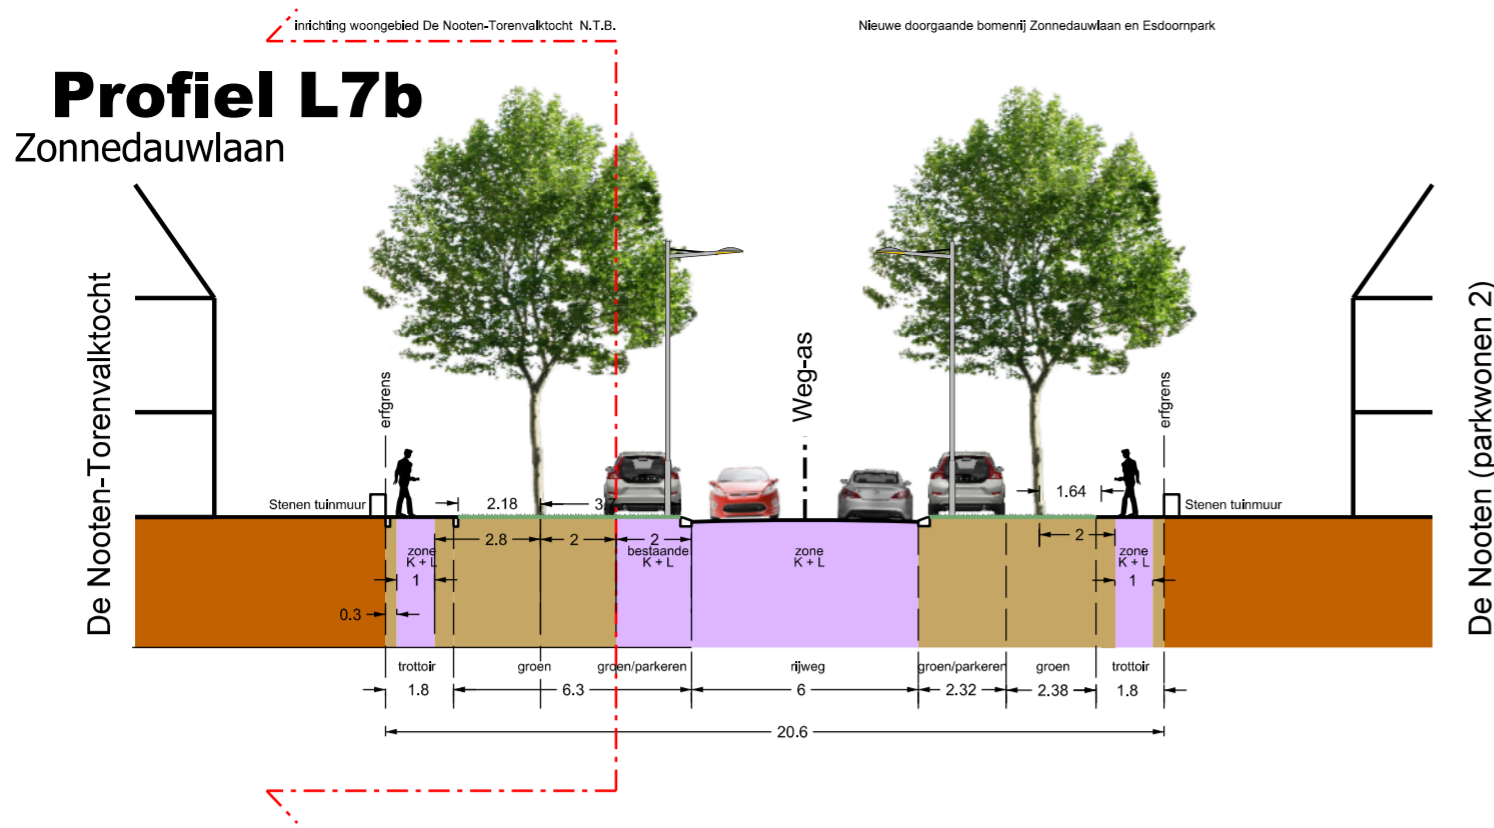 inrichting woongebied De Nooten-Torenvalktocht N.T.B.
Nieuwe doorgaande bomenrij Zonnedauwlaan en Esdoornpark
Profiel L7b
Zonnedauwlaan
De Nooten-Torenvalktocht
erfgrens
Weg-as
erfgrens
De Nooten (parkwonen 2)
Stenen tuinmuur
2.18
1.64
Stenen tuinmuur
2.8
2
2
2
zone
K + L
bestaande
K + L
zone
K + L
zone
K + L
1
1
0.3
trottoir
groen
groen/parkeren
rijweg
groen/parkeren
groen
trottoir
1.8
6.3
6
2.32
2.38
1.8
20.6